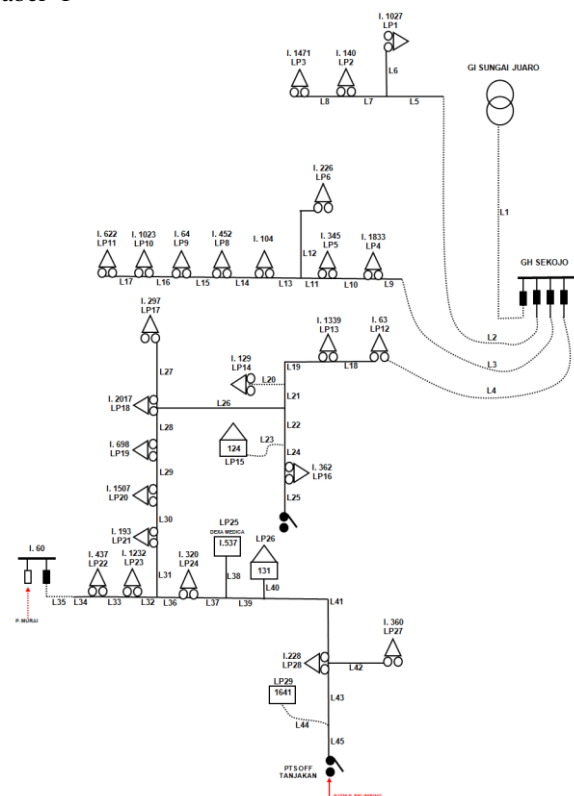 I. 1027
LP1
I. 1471
LP3
I. 140
LP2
GI SUNGAI JUARO
L6
L8
L7
L5
I. 226
LP6
L1
I. 622
LP11
I. 1023
LP10
I. 64
LP9
I. 452
LP8
I. 104
I. 345
LP5
I. 1833
LP4
L12
GH SEKOJO
L17
L16
L15
L14
L13
L11
L10
L9
I. 297
LP17
L2
I. 1339
LP13
I. 63
LP12
L3
L4
I. 129
LP14
L19
L18
L20
L27
L21
I. 2017
LP18
L26
L28
L22
L23
I. 698
LP19
124
LP15
L24
L29
I. 362
LP16
I. 1507
LP20
L25
L30
I. 193
LP21
LP25
DEXA MEDICA
I.537
LP26
131
I. 60
I. 437
LP22
I. 1232
LP23
I. 320
LP24
L31
L38
L40
L35
L34
L33
L32
L36
L37
L39
L41
P. MURAI
I. 360
LP27
I.228
LP28
L42
LP29
1641
L43
L44
L45
PTS OFF
TANJAKAN